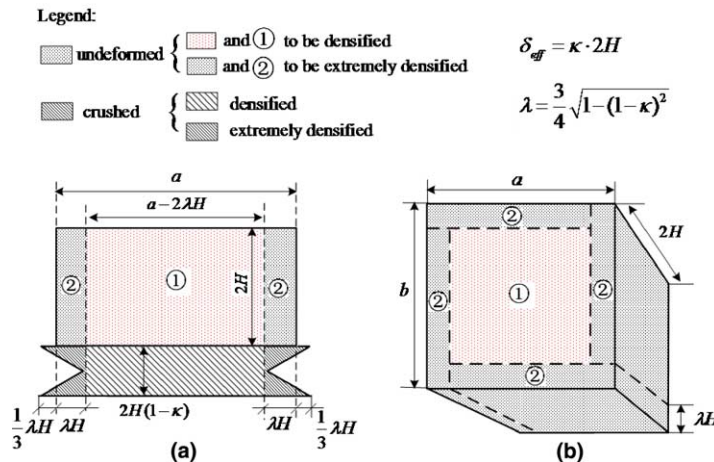 Legend:
undeformed { and ① to be densified
and ② to be extremely densified
crushed { densified
extremely densified
δ_eff = κ·2H
λ = 3/4 √(1−(1−κ)²)
a
a−2λH
② ① ②
2H
2H(1−κ)
1/3 λH λH λH 1/3 λH
(a)
a
②
2H
b
② ① ②
②
λH
(b)